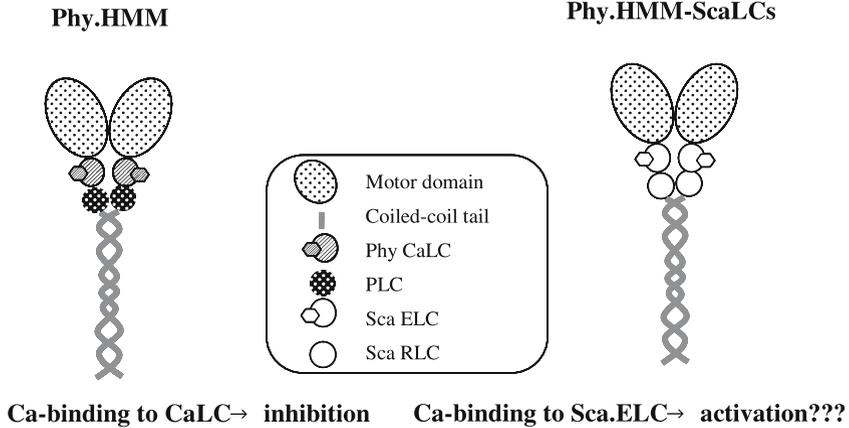 Phy.HMM
Phy.HMM-ScaLCs
Motor domain
Coiled-coil tail
Phy CaLC
PLC
Sca ELC
Sca RLC
Ca-binding to CaLC→ inhibition
Ca-binding to Sca.ELC→ activation???